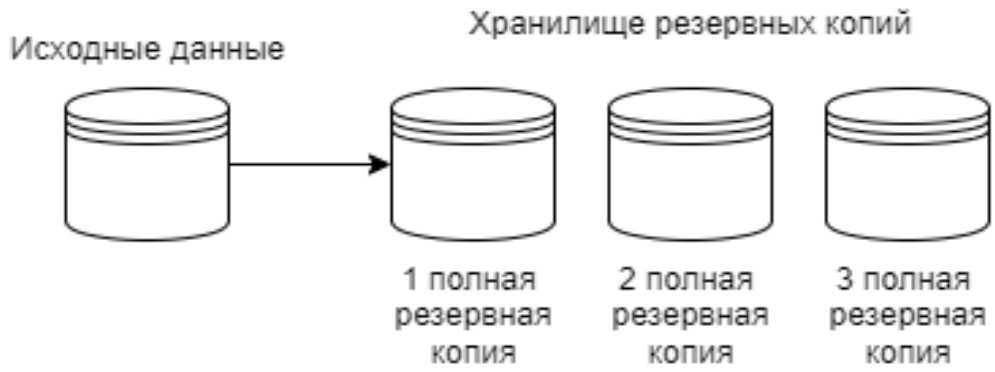 Хранилище резервных копий
Исходные данные
1 полная
резервная
копия
2 полная
резервная
копия
3 полная
резервная
копия